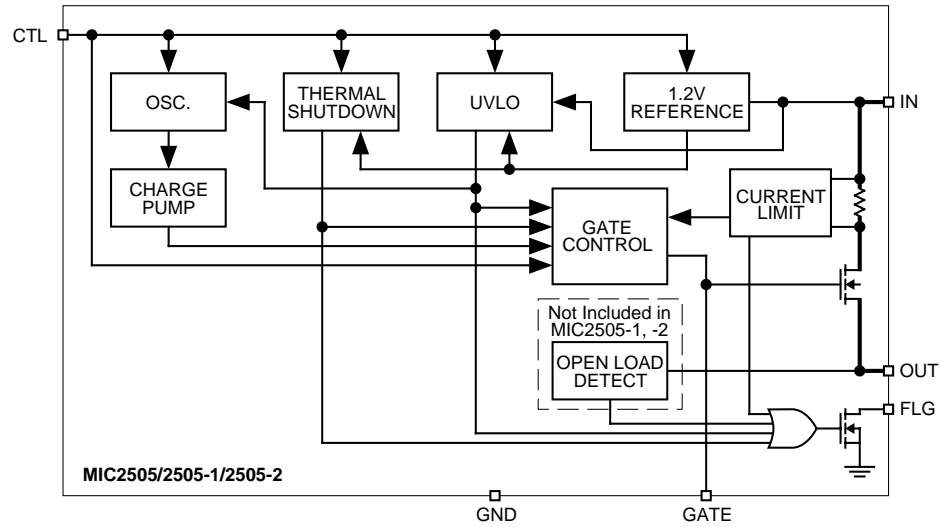 CTL
OSC.
THERMAL
SHUTDOWN
UVLO
1.2V
REFERENCE
IN
CHARGE
PUMP
GATE
CONTROL
CURRENT
LIMIT
Not Included in
MIC2505-1, -2
OPEN LOAD
DETECT
OUT
FLG
MIC2505/2505-1/2505-2
GND
GATE